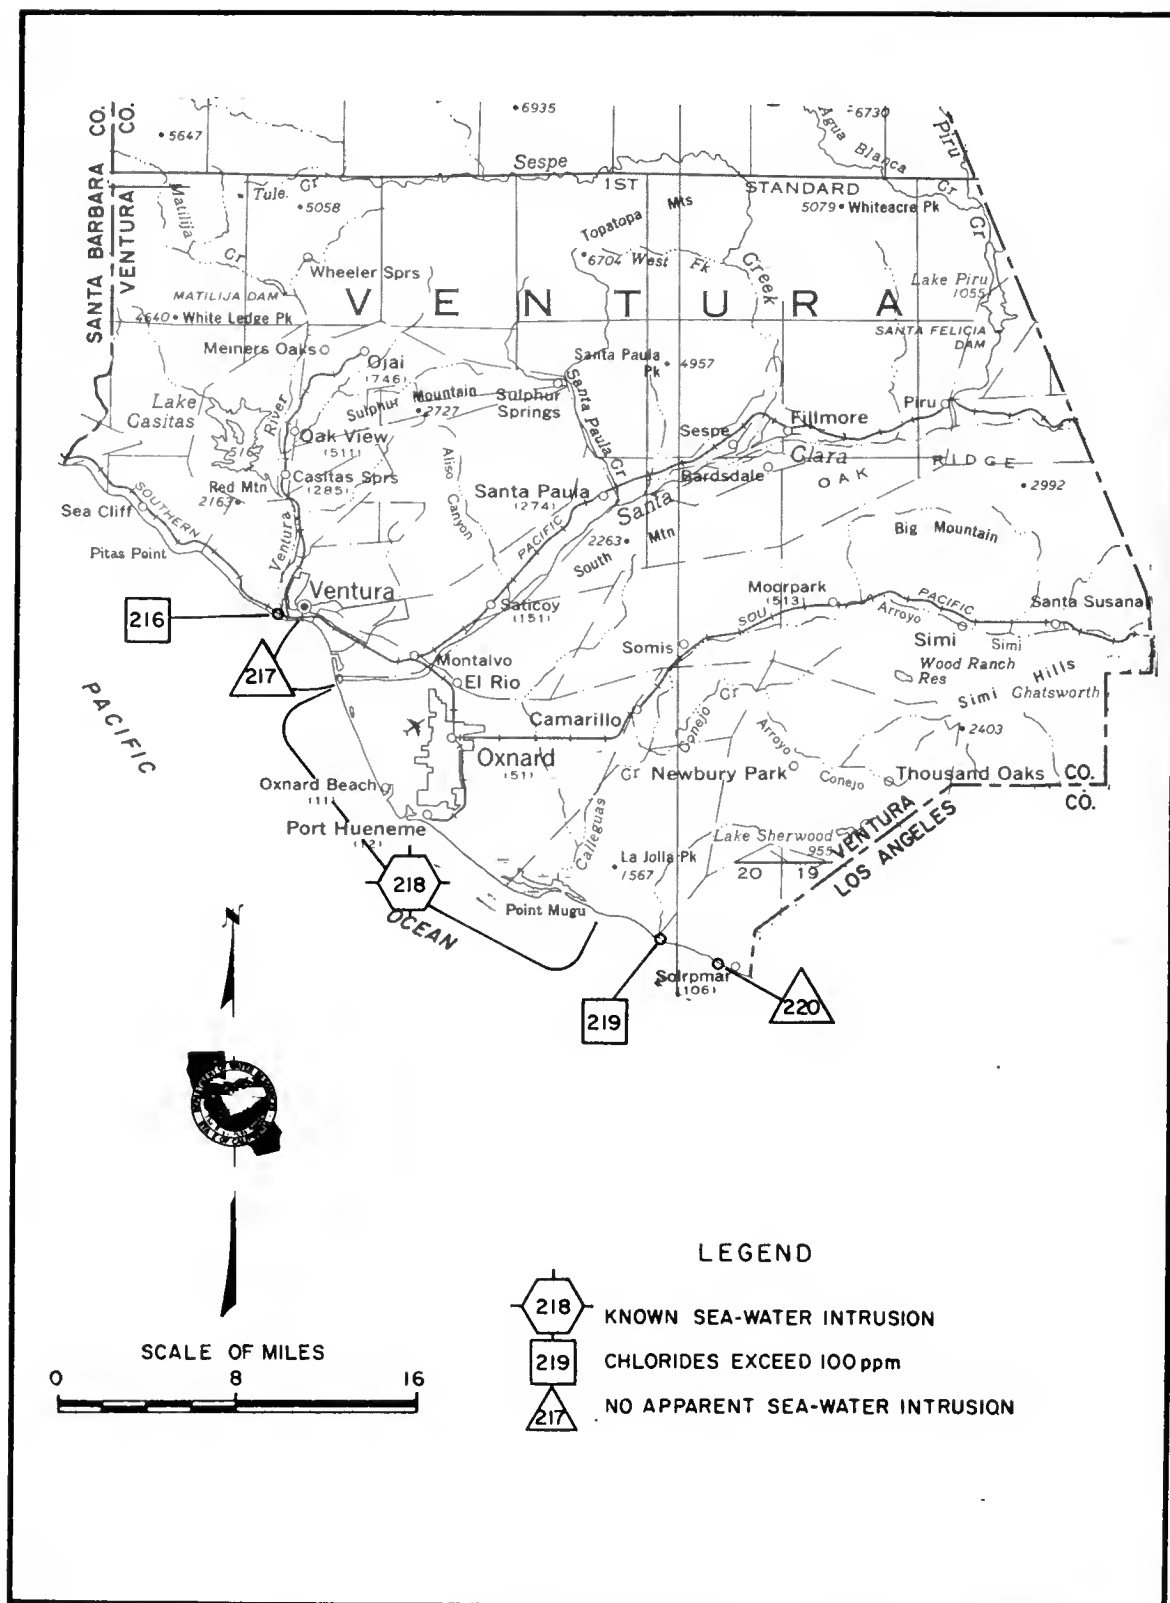 SANTA BARBARA CO.
VENTURA CO.
5647
6935
6730
Agua Blanca
Cr
Piru
Cr
Sespe
1ST STANDARD
Matilija
Cr
Tule
Cr
5058
Topatopa Mts
5079 Whiteacre Pk
6704 West Fk
Creek
Wheeler Sprs
Lake Piru
1055
MATILIJA DAM
VENTURA
4640 White Ledge Pk
SANTA FELICIA
DAM
Meiners Oaks
Ojai
(746)
Santa Paula
Pk
4957
Sulphur Mountain
2727
Sulphur
Springs
Santa Paula Cr
Lake
Casitas
516
River
Piru
Fillmore
Sespe
Oak View
(511)
Aliso
Canyon
Clara
Bardsdale
OAK RIDGE
2992
Red Mtn
2163
Casitas Sprs
(285)
Santa Paula
(274)
Santa
SOUTHERN
Sea Cliff
Pitas Point
Ventura
PACIFIC
2263
South Mtn
Big Mountain
Ventura
Saticoy
(151)
Moorpark
(513)
SOU
PACIFIC
Santa Susana
Arroyo
Simi
Simi
216
217
Montalvo
El Rio
Somis
Wood Ranch
Res
Simi Hills
Chatsworth
2403
PACIFIC
Camarillo
Conejo
Cr
Arroyo
Oxnard
(51)
Cr
Newbury Park
Conejo
Thousand Oaks
CO.
CO.
Oxnard Beach
(11)
Port Hueneme
(12)
Calleguas
Lake Sherwood
955
VENTURA
LOS ANGELES
La Jolla Pk
1567
20 19
218
Point Mugu
OCEAN
N
Solrpmar
(106)
219
220
LEGEND
218 KNOWN SEA-WATER INTRUSION
219 CHLORIDES EXCEED 100 ppm
217 NO APPARENT SEA-WATER INTRUSION
SCALE OF MILES
0 8 16